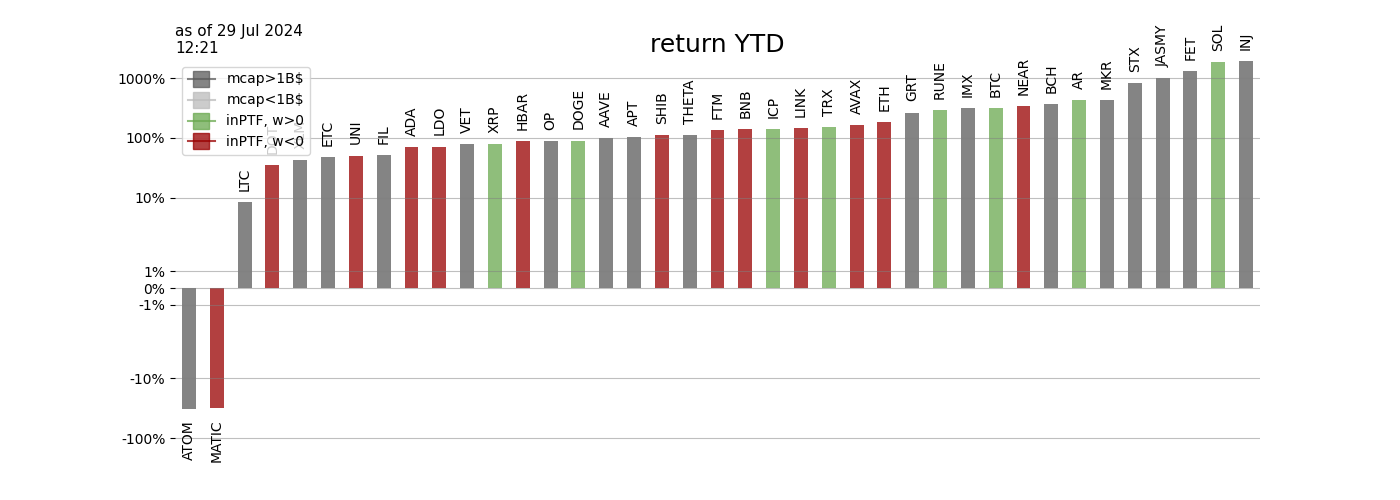 as of 29 Jul 2024
12:21
return YTD
mcap>1B$
mcap<1B$
inPTF, w>0
inPTF, w<0
1000%
100%
10%
1%
0%
-1%
-10%
-100%
ATOM
MATIC
LTC
DOT
ETC
UNI
FIL
ADA
LDO
VET
XRP
HBAR
OP
DOGE
AAVE
APT
SHIB
THETA
FTM
BNB
ICP
LINK
TRX
AVAX
ETH
GRT
RUNE
IMX
BTC
NEAR
BCH
AR
MKR
STX
JASMY
FET
SOL
INJ